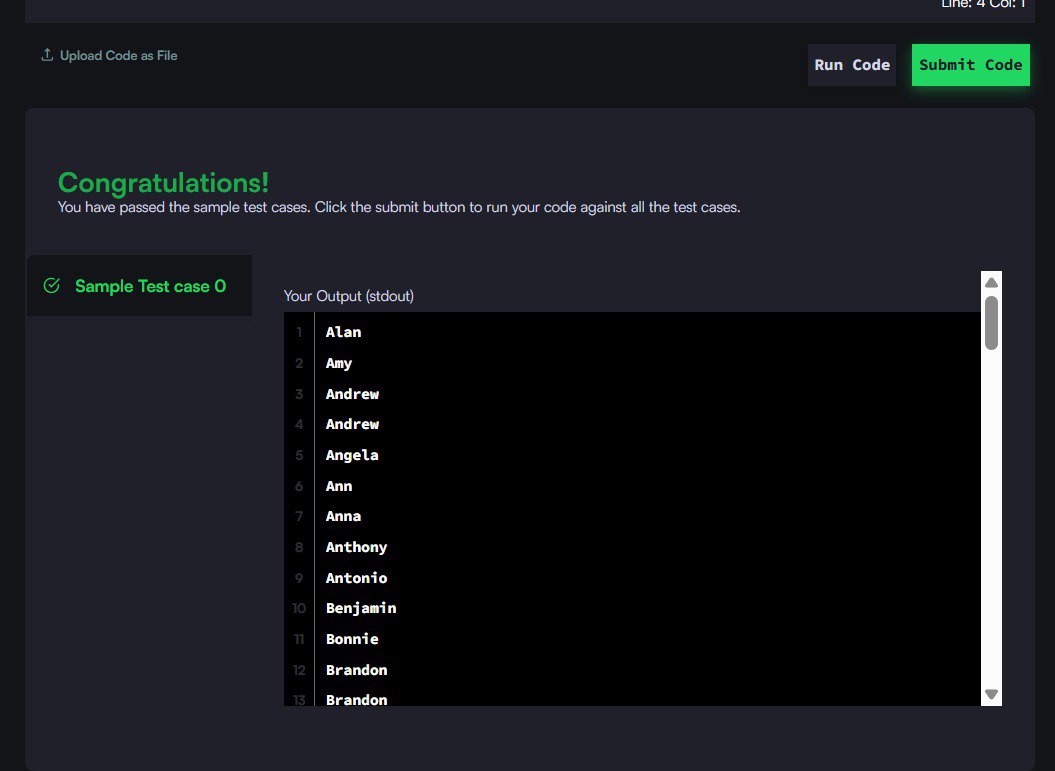 Line: 4 Col: 1
Upload Code as File
Run Code
Submit Code
Congratulations!
You have passed the sample test cases. Click the submit button to run your code against all the test cases.
Sample Test case 0
Your Output (stdout)
1 Alan
2 Amy
3 Andrew
4 Andrew
5 Angela
6 Ann
7 Anna
8 Anthony
9 Antonio
10 Benjamin
11 Bonnie
12 Brandon
13 Brandon